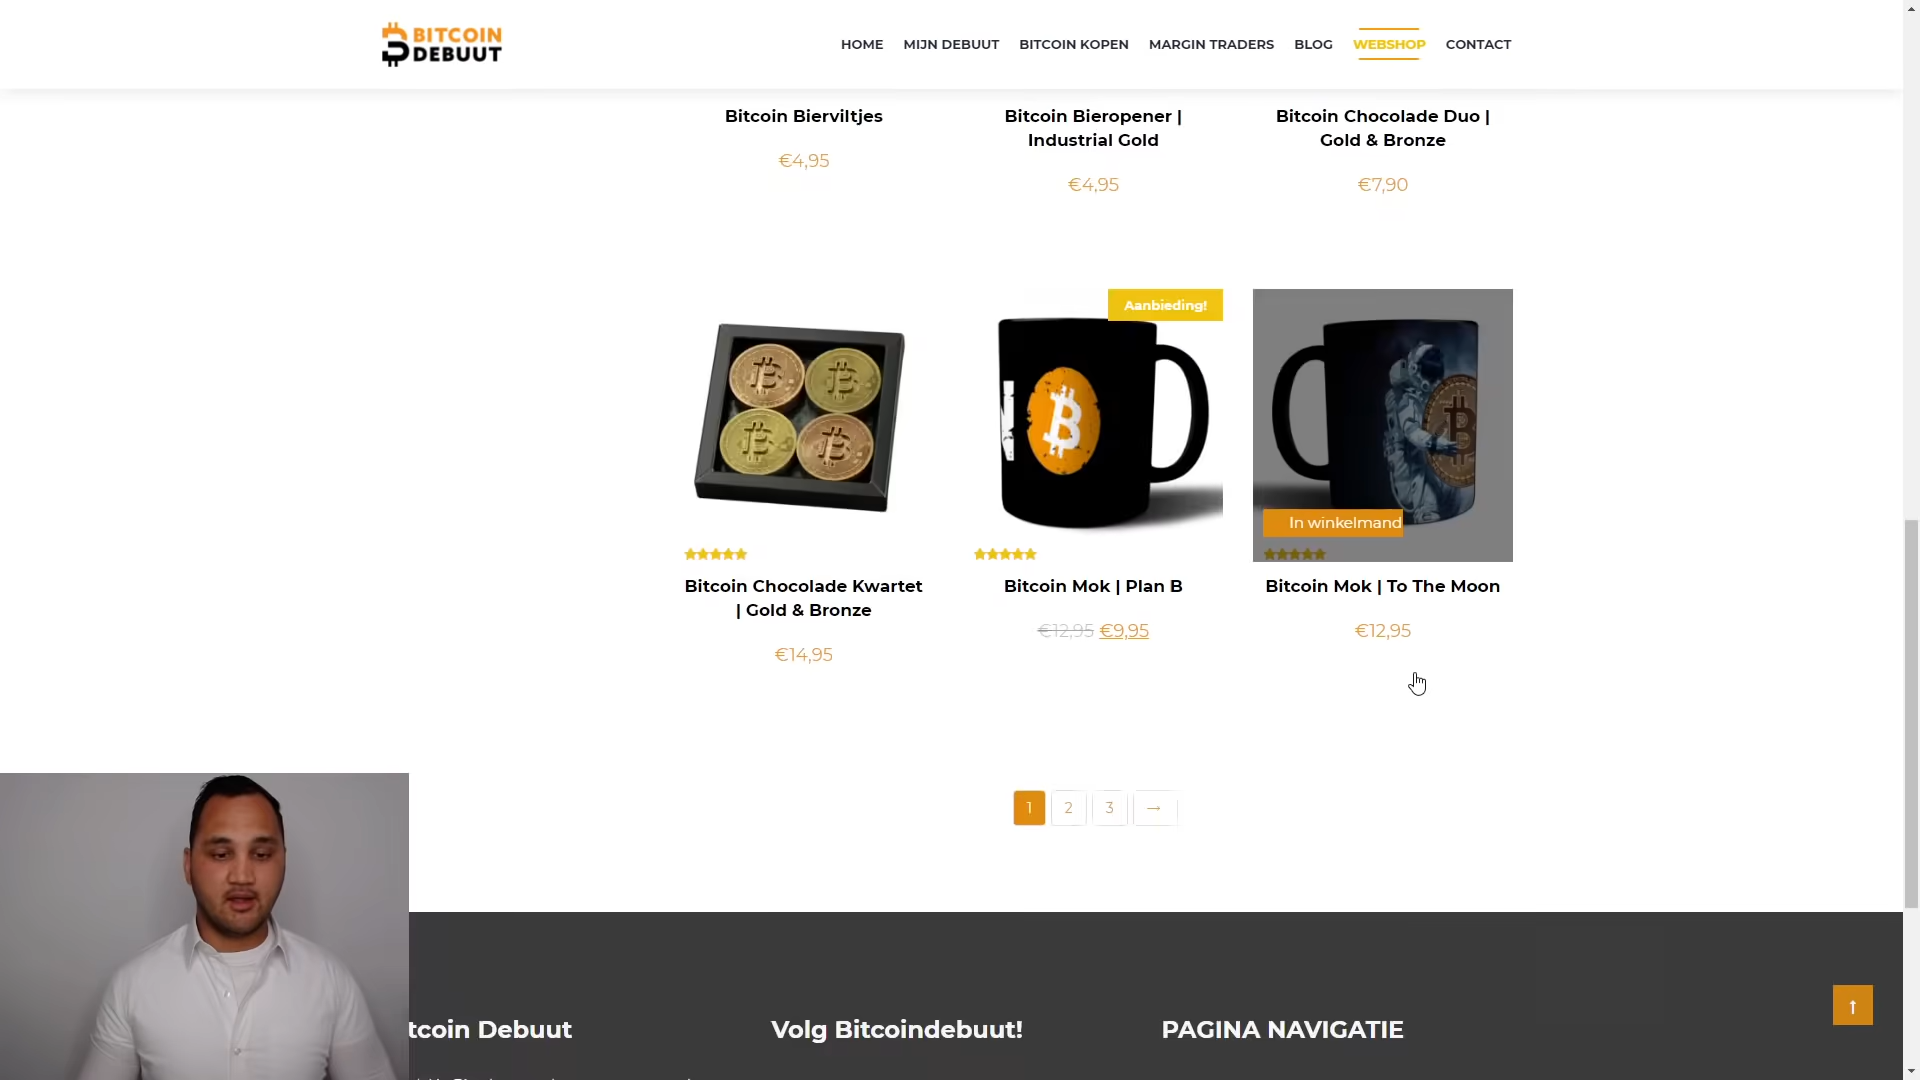 BITCOIN
DEBUUT
HOME
MIJN DEBUUT
BITCOIN KOPEN
MARGIN TRADERS
BLOG
WEBSHOP
CONTACT
Bitcoin Bierviltjes
€4,95
Bitcoin Bieropener |
Industrial Gold
€4,95
Bitcoin Chocolade Duo |
Gold & Bronze
€7,90
Aanbieding!
In winkelmand
Bitcoin Chocolade Kwartet
| Gold & Bronze
€14,95
Bitcoin Mok | Plan B
€12,95 €9,95
Bitcoin Mok | To The Moon
€12,95
1 2 3 →
tcoin Debuut
Volg Bitcoindebuut!
PAGINA NAVIGATIE